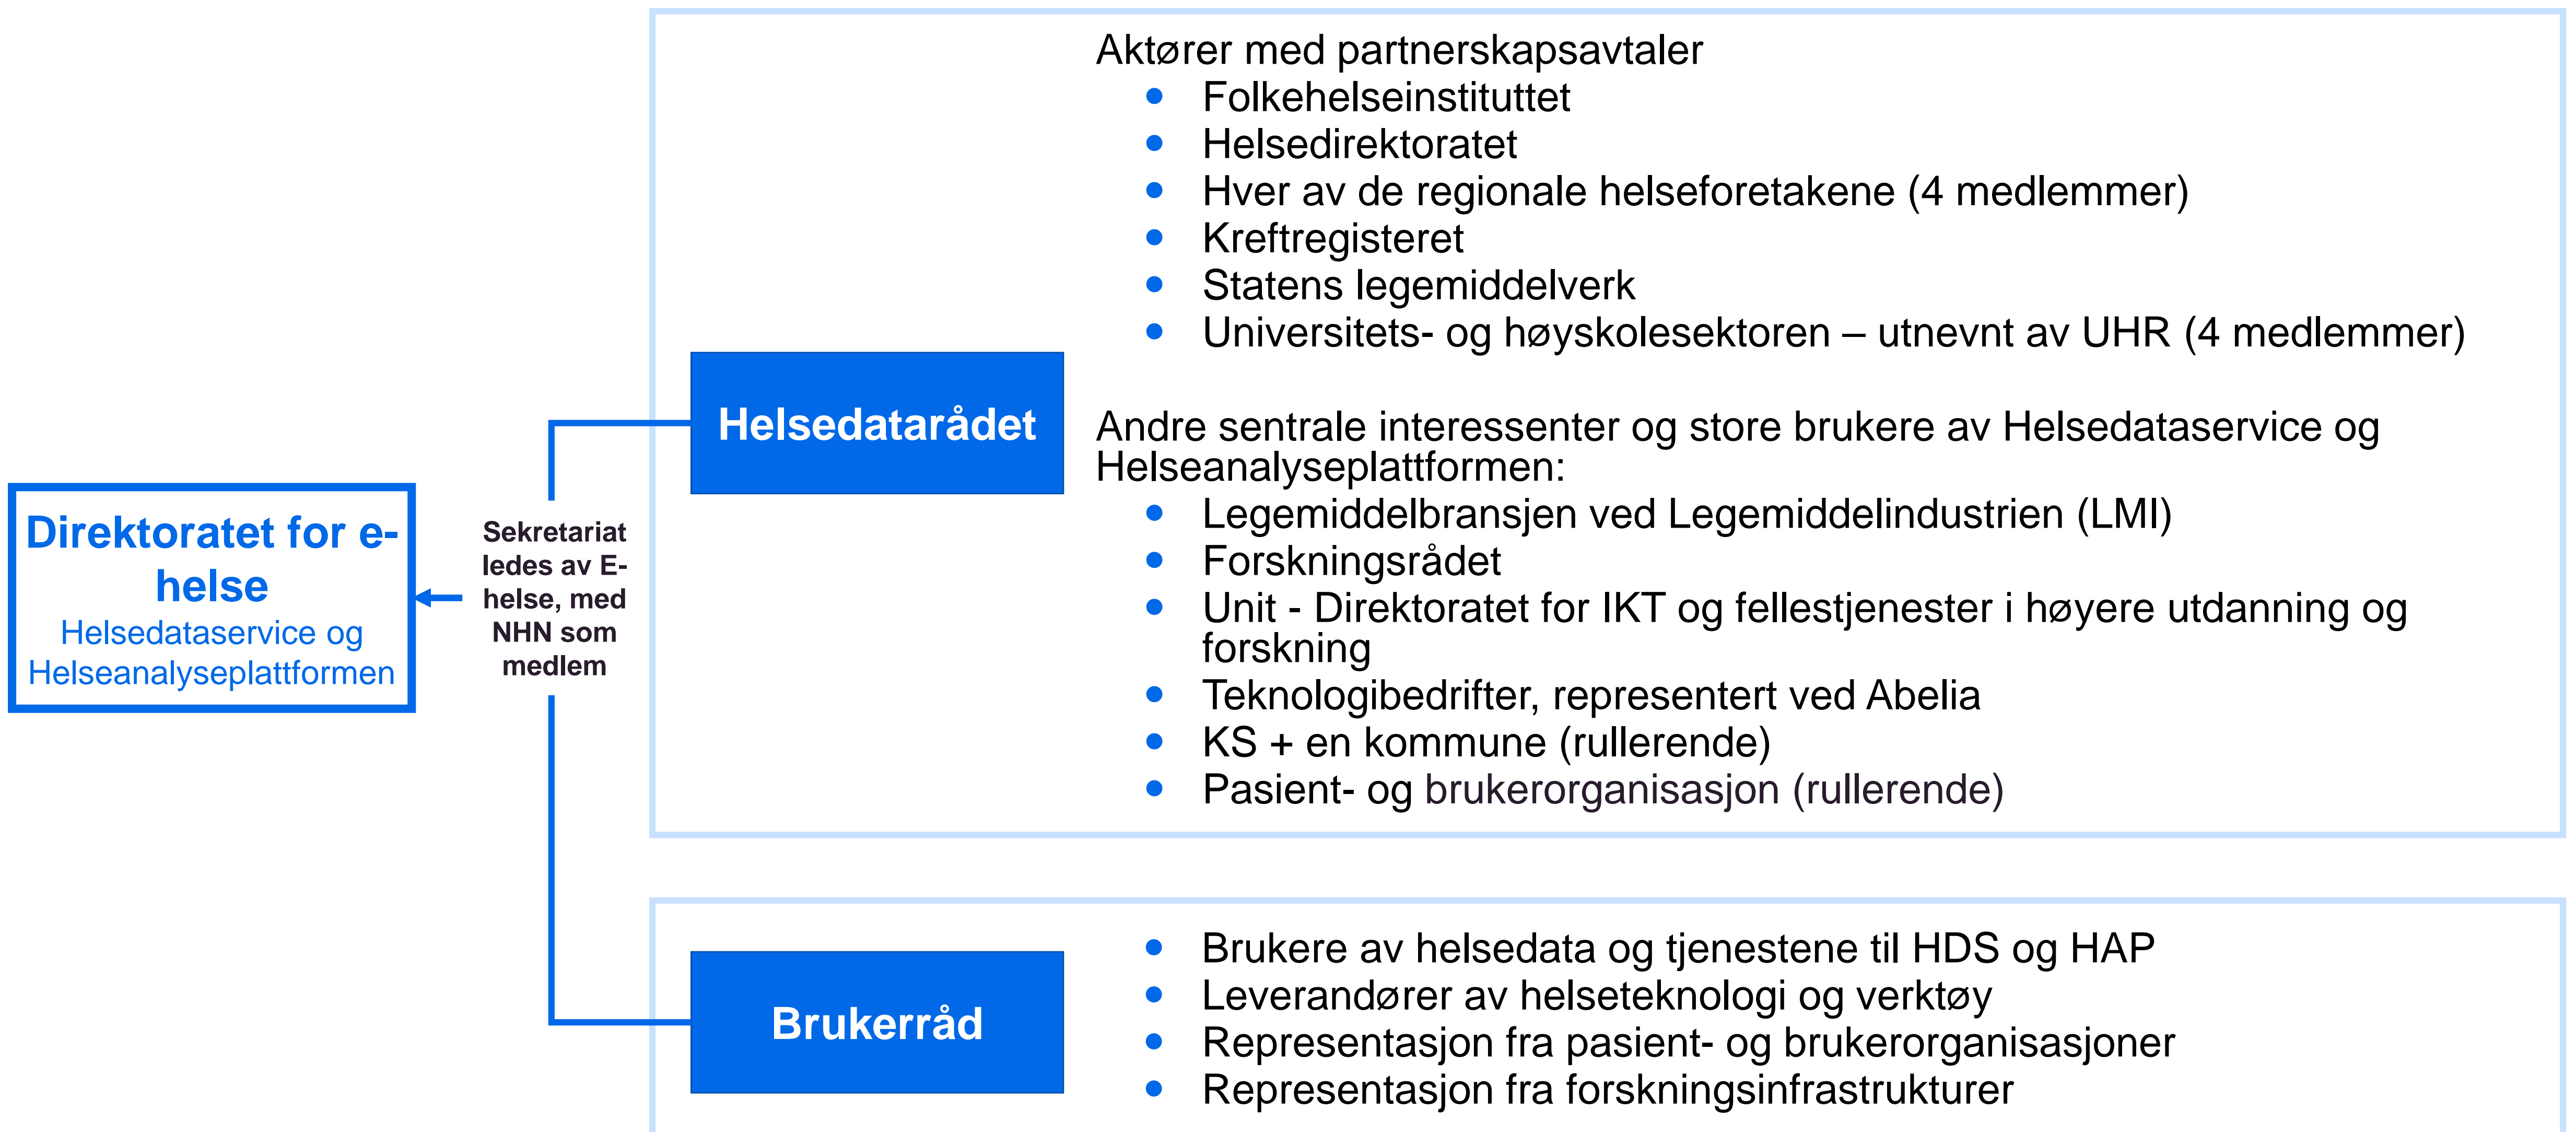 Aktører med partnerskapsavtaler
Folkehelseinstituttet
Helsedirektoratet
Hver av de regionale helseforetakene (4 medlemmer)
Kreftregisteret
Statens legemiddelverk
Universitets- og høyskolesektoren – utnevnt av UHR (4 medlemmer)
Helsedatarådet
Andre sentrale interessenter og store brukere av Helsedataservice og
Helseanalyseplattformen:
Legemiddelbransjen ved Legemiddelindustrien (LMI)
Forskningsrådet
Unit - Direktoratet for IKT og fellestjenester i høyere utdanning og
forskning
Teknologibedrifter, representert ved Abelia
KS + en kommune (rullerende)
Pasient- og brukerorganisasjon (rullerende)
Direktoratet for e-
helse
Helsedataservice og
Helseanalyseplattformen
Sekretariat
ledes av E-
helse, med
NHN som
medlem
Brukerråd
Brukere av helsedata og tjenestene til HDS og HAP
Leverandører av helseteknologi og verktøy
Representasjon fra pasient- og brukerorganisasjoner
Representasjon fra forskningsinfrastrukturer